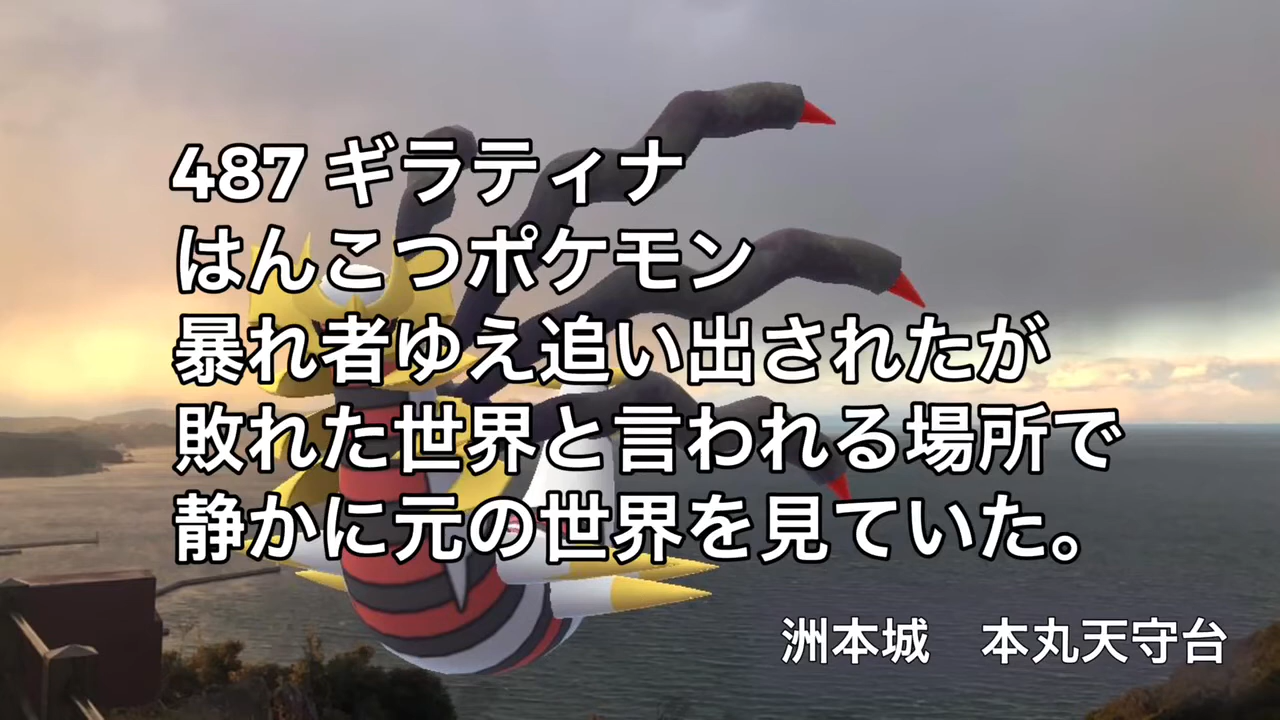 487 ギラティナ
はんこつポケモン
暴れ者ゆえ追い出されたが
敗れた世界と言われる場所で
静かに元の世界を見ていた。
洲本城　本丸天守台